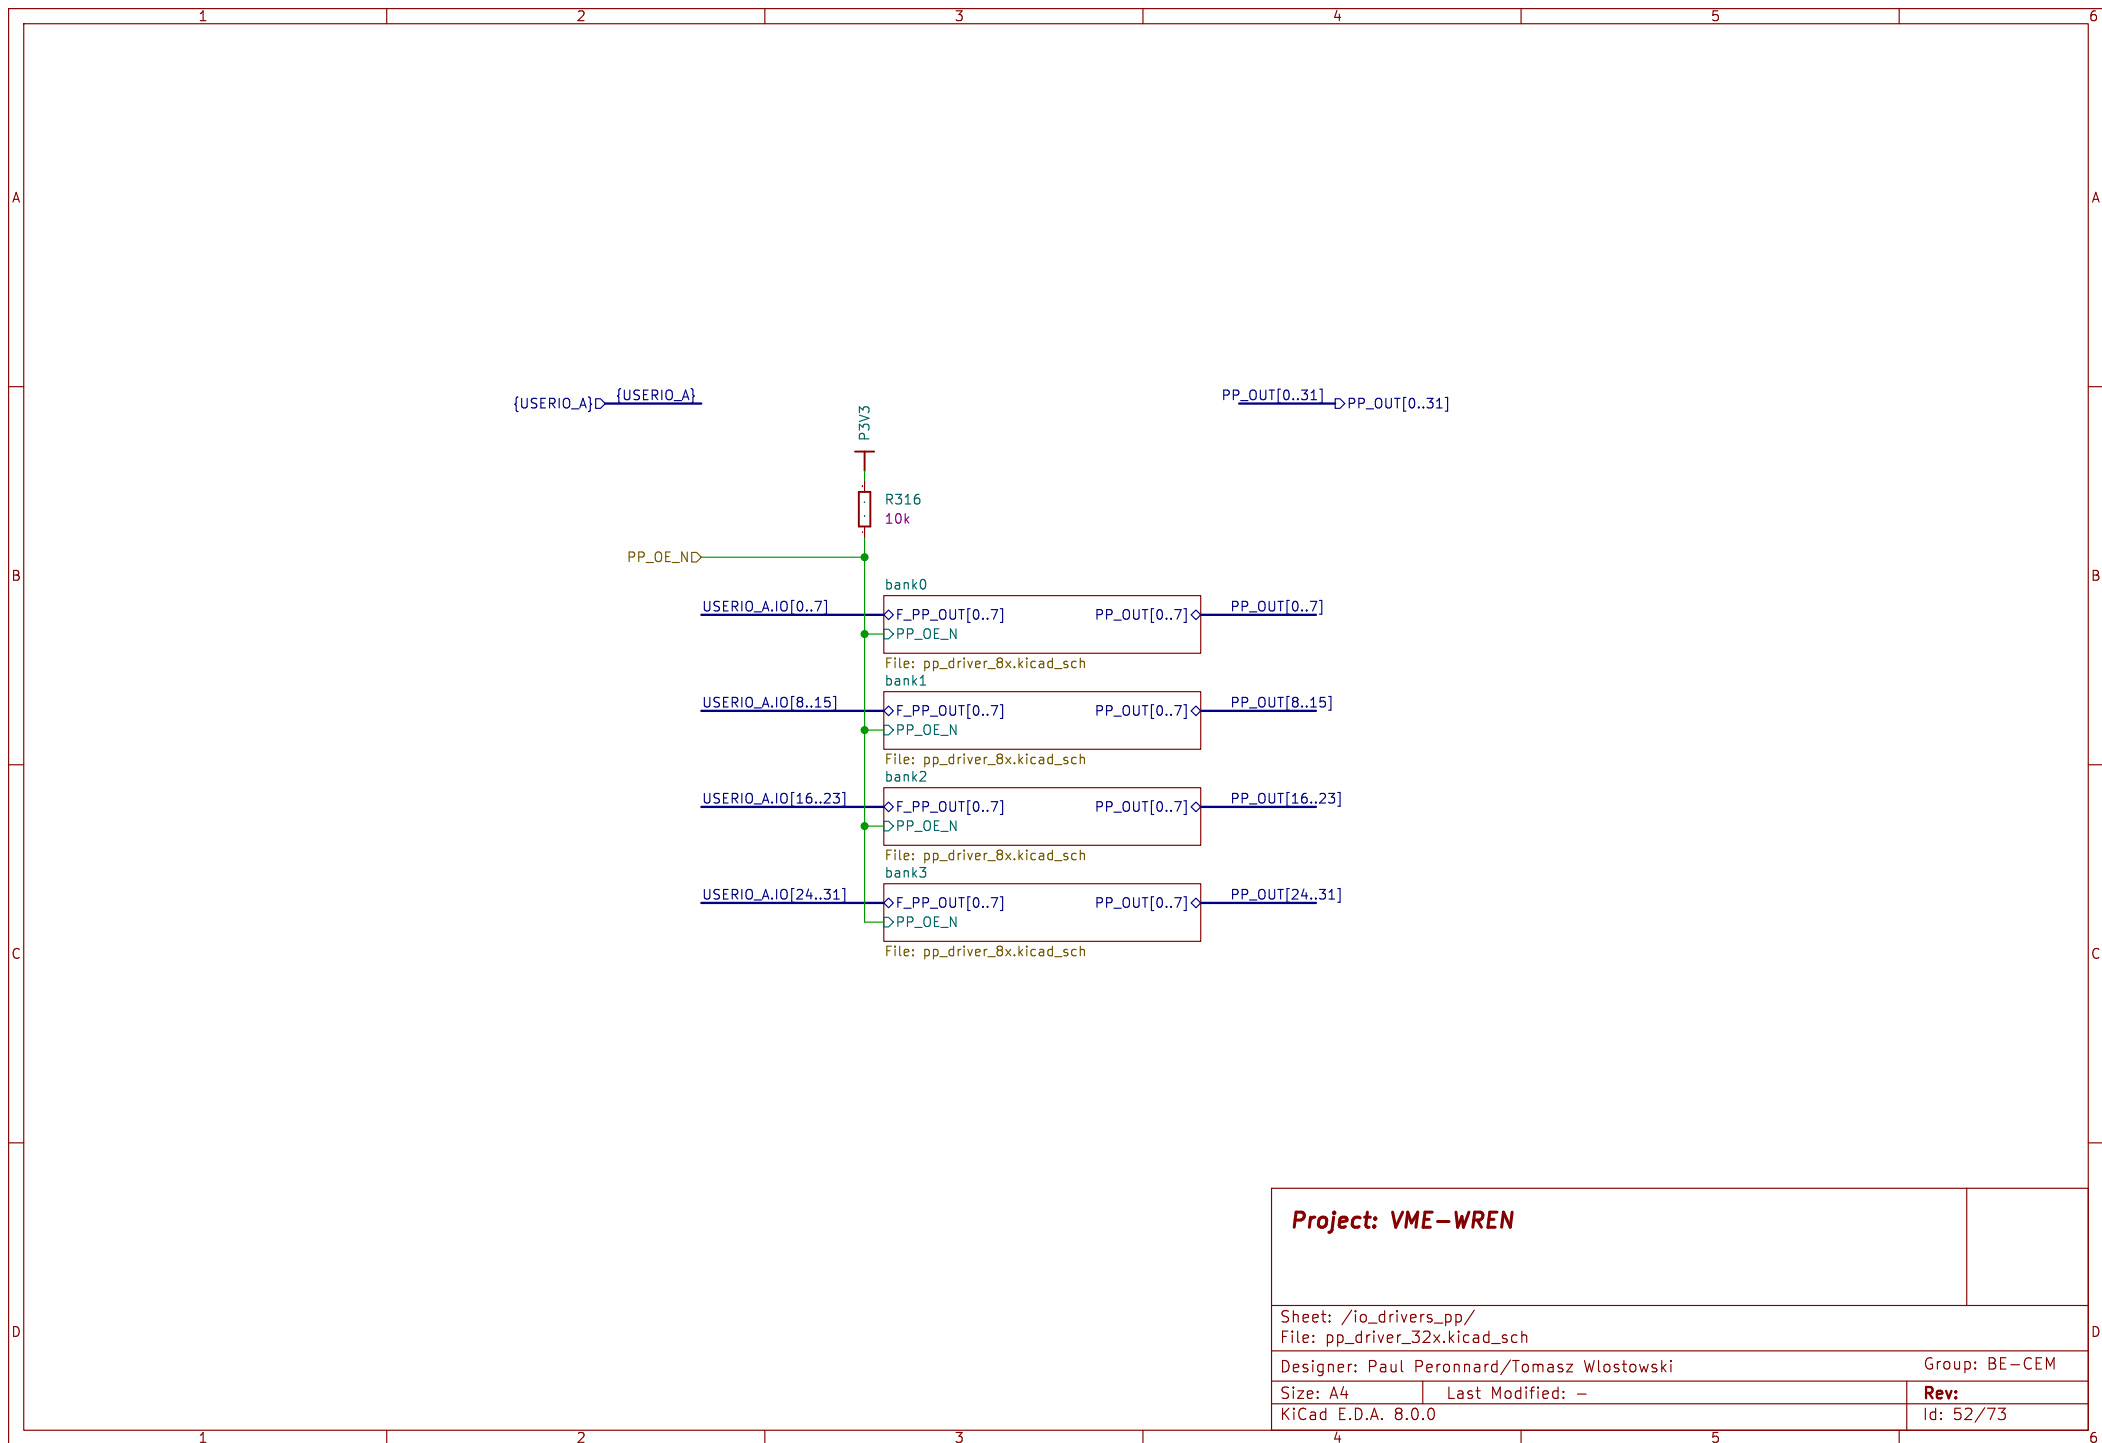 1 2 3 4 5 6
A A
{USERIO_A} {USERIO_A}
PP_OUT[0..31] PP_OUT[0..31]
P3V3
R316
10k
PP_OE_N
B B
bank0
USERIO_A.IO[0..7] F_PP_OUT[0..7] PP_OUT[0..7] PP_OUT[0..7]
PP_OE_N
File: pp_driver_8x.kicad_sch
bank1
USERIO_A.IO[8..15] F_PP_OUT[0..7] PP_OUT[0..7] PP_OUT[8..15]
PP_OE_N
File: pp_driver_8x.kicad_sch
bank2
USERIO_A.IO[16..23] F_PP_OUT[0..7] PP_OUT[0..7] PP_OUT[16..23]
PP_OE_N
File: pp_driver_8x.kicad_sch
bank3
USERIO_A.IO[24..31] F_PP_OUT[0..7] PP_OUT[0..7] PP_OUT[24..31]
PP_OE_N
File: pp_driver_8x.kicad_sch
C C
Project: VME-WREN
Sheet: /io_drivers_pp/
File: pp_driver_32x.kicad_sch
D D
Designer: Paul Peronnard/Tomasz Wlostowski Group: BE-CEM
Size: A4 Last Modified: - Rev:
KiCad E.D.A. 8.0.0 Id: 52/73
1 2 3 4 5 6